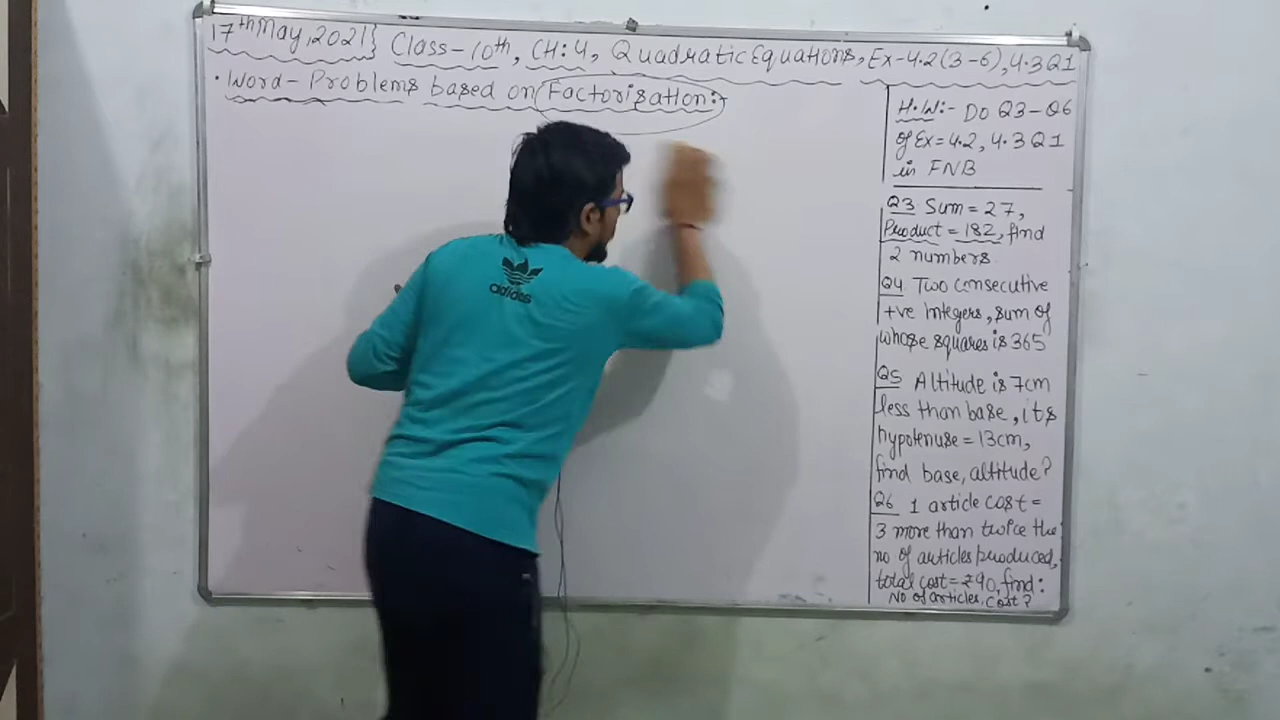 17th May, 2021} Class-10th, CH: 4, Quadratic Equations, Ex-4.2(3-6), 4.3Q1
• Word-Problems based on Factorisation:-
H.W:- Do Q3-Q6
of Ex=4.2, 4.3Q1
in FNB
Q3 Sum=27,
Product=182, find
2 numbers.
Q4 Two consecutive
+ve Integers, sum of
whose squares is 365
Q5 Altitude is 7cm
less than base, its
hypotenuse=13cm,
find base, altitude?
Q6 1 article cost=
3 more than twice the
no of articles produced,
total cost=₹90, find:
No of articles, cost?
adidas